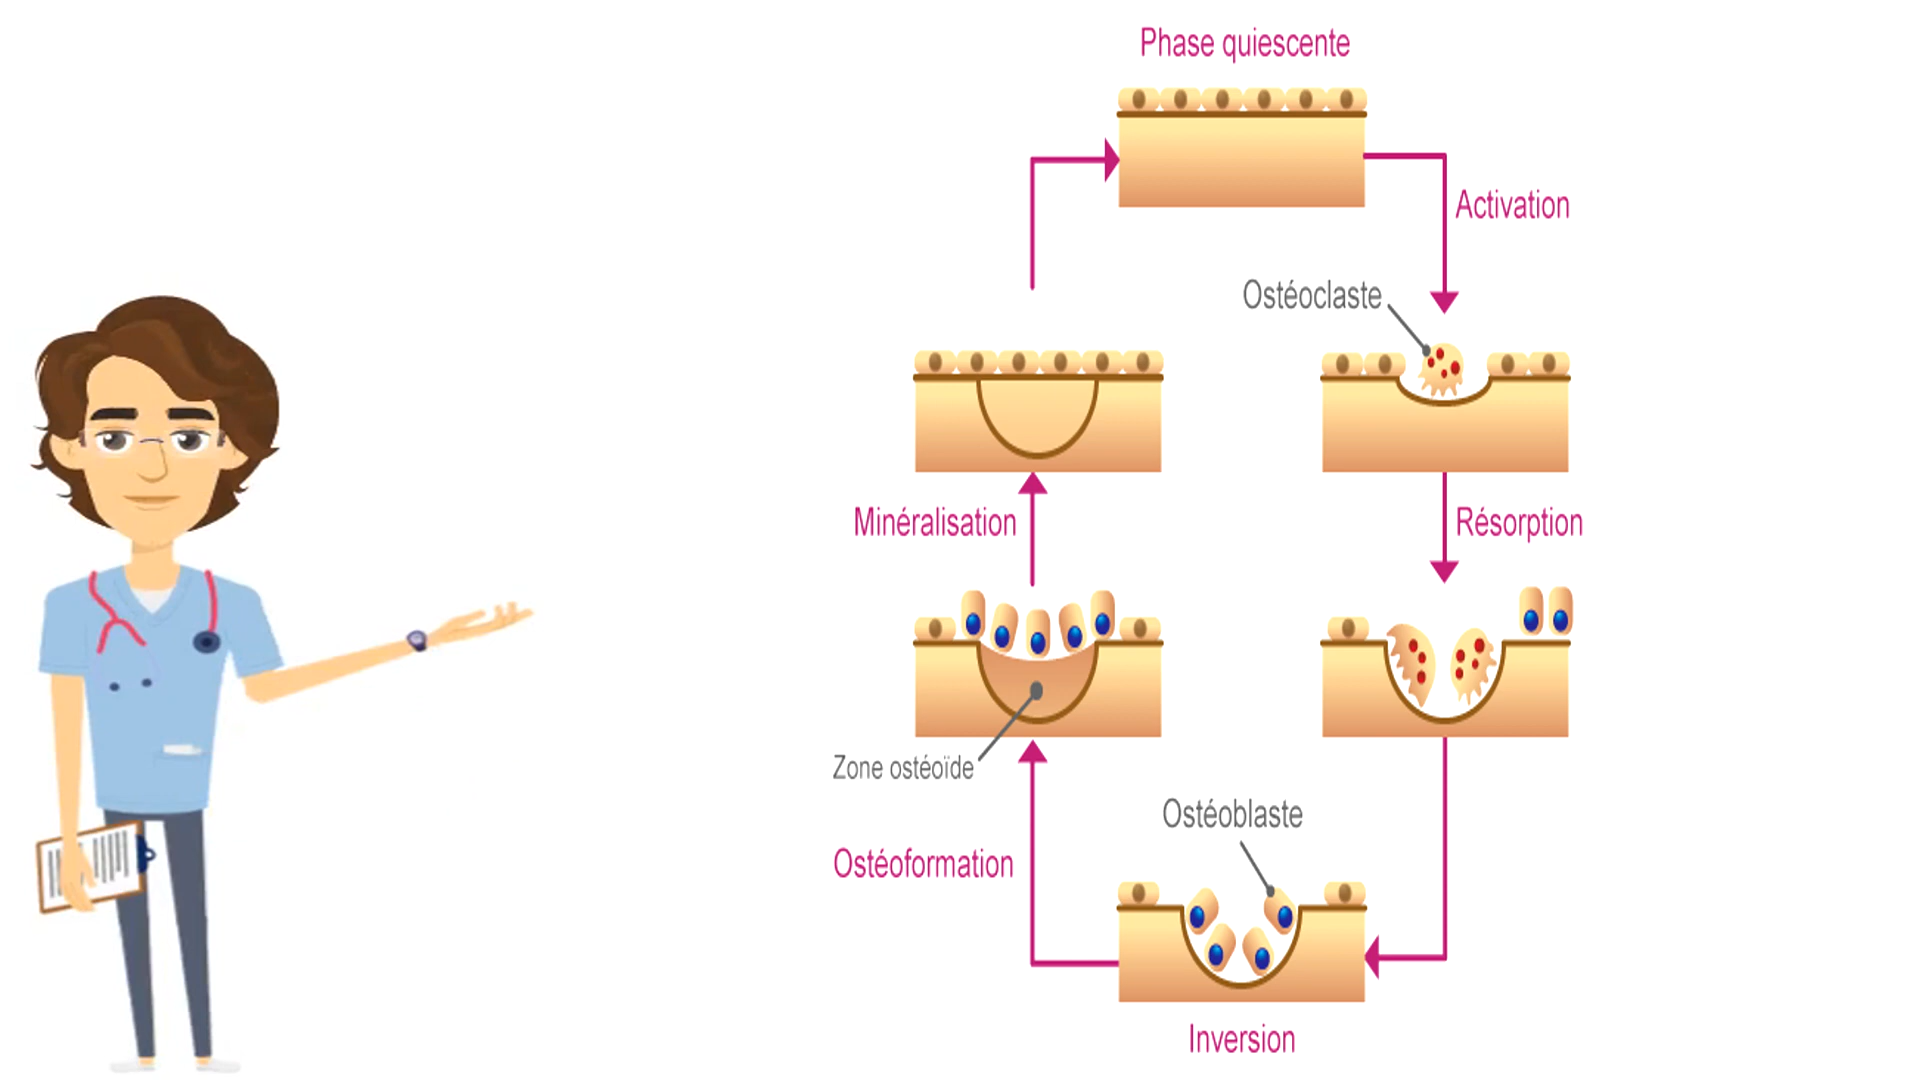 Phase quiescente
Activation
Ostéoclaste
Minéralisation
Résorption
Zone ostéoïde
Ostéoblaste
Ostéoformation
Inversion